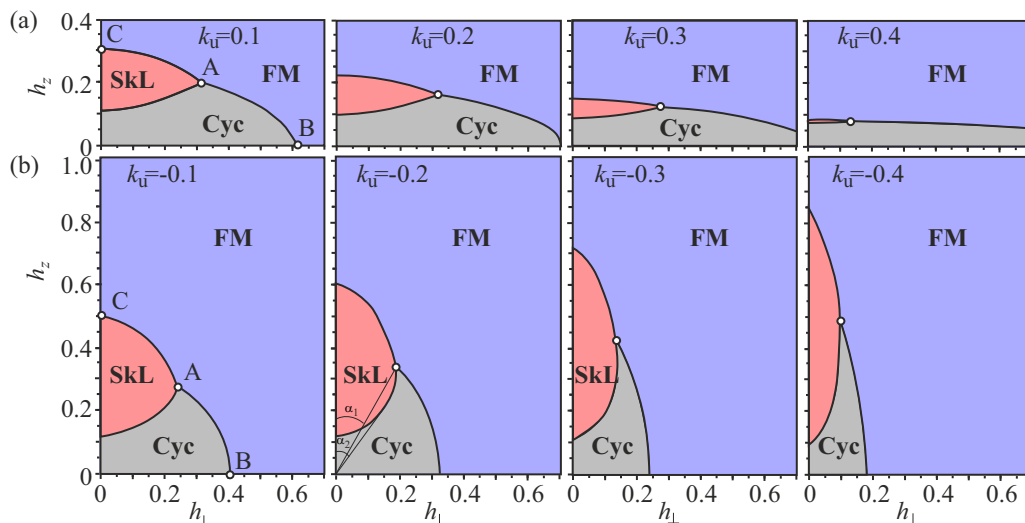 (a)
0.4
0.2
0
h_z
C
k_u=0.1
A
FM
SkL
Cyc
B
k_u=0.2
FM
Cyc
k_u=0.3
FM
Cyc
k_u=0.4
FM
Cyc
(b)
1.0
0.8
0.6
0.4
0.2
0
h_z
k_u=-0.1
FM
C
SkL
A
Cyc
B
k_u=-0.2
FM
SkL
α_1
α_2
Cyc
k_u=-0.3
FM
SkL
Cyc
k_u=-0.4
FM
SkL
Cyc
0 0.2 0.4 0.6
0 0.2 0.4 0.6
0 0.2 0.4 0.6
0 0.2 0.4 0.6
h_⊥
h_⊥
h_⊥
h_⊥